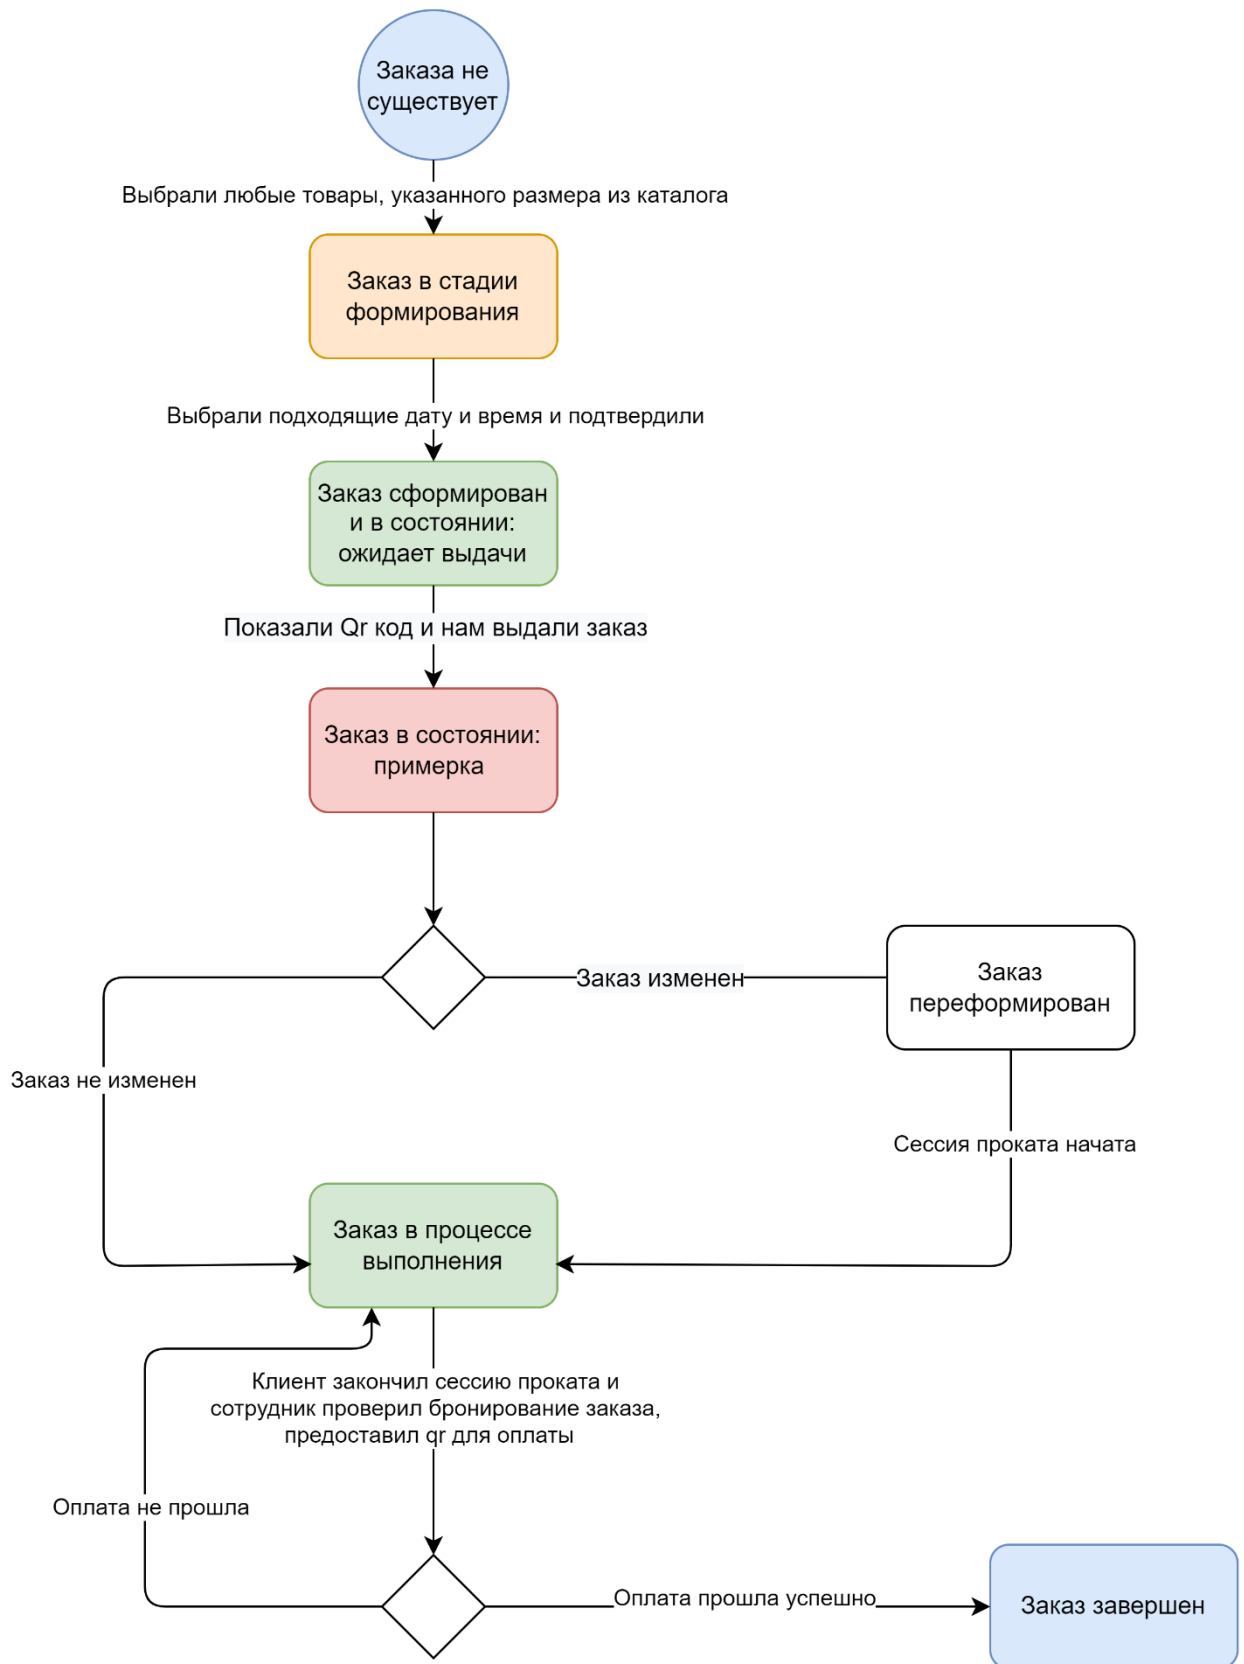 Заказа не
существует
Выбрали любые товары, указанного размера из каталога
Заказ в стадии
формирования
Выбрали подходящие дату и время и подтвердили
Заказ сформирован
и в состоянии:
ожидает выдачи
Показали Qr код и нам выдали заказ
Заказ в состоянии:
примерка
Заказ изменен
Заказ
переформирован
Заказ не изменен
Сессия проката начата
Заказ в процессе
выполнения
Клиент закончил сессию проката и
сотрудник проверил бронирование заказа,
предоставил qr для оплаты
Оплата не прошла
Оплата прошла успешно
Заказ завершен